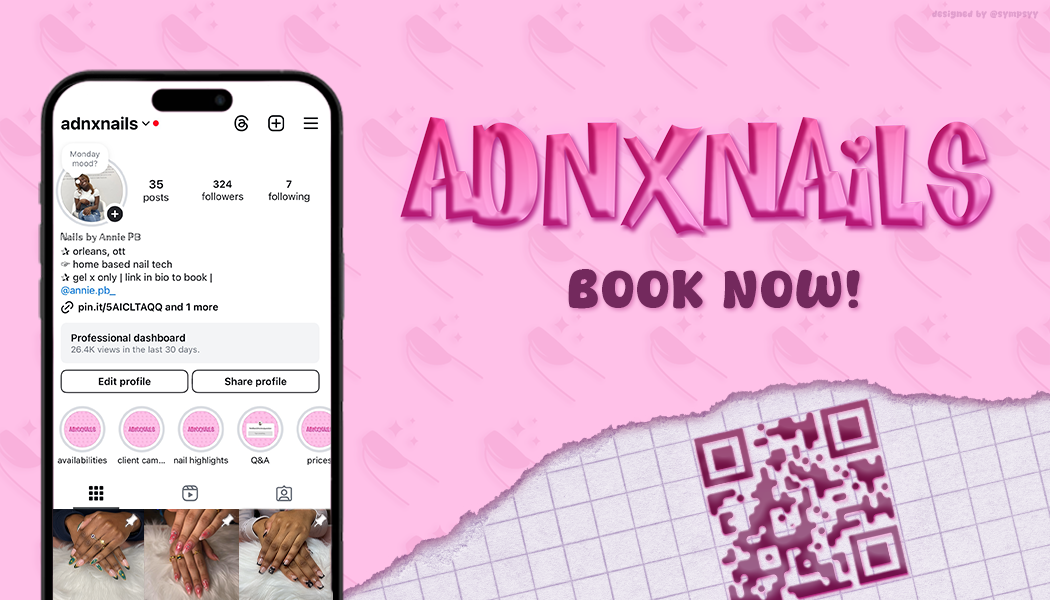 designed by @sympsyy
adnxnails
Monday
mood?
35
posts
324
followers
7
following
Nails by Annie PB
✰ orleans, ott
☞ home based nail tech
✰ gel x only | link in bio to book |
@annie.pb_
pin.it/5AICLTAQQ and 1 more
Professional dashboard
26.4K views in the last 30 days.
Edit profile
Share profile
ADNXNAILS
ADNXNAILS
ADNXNAILS
availabilities
client cam...
nail highlights
Q&A
prices
ADNXNAiLS
BOOK NOW!